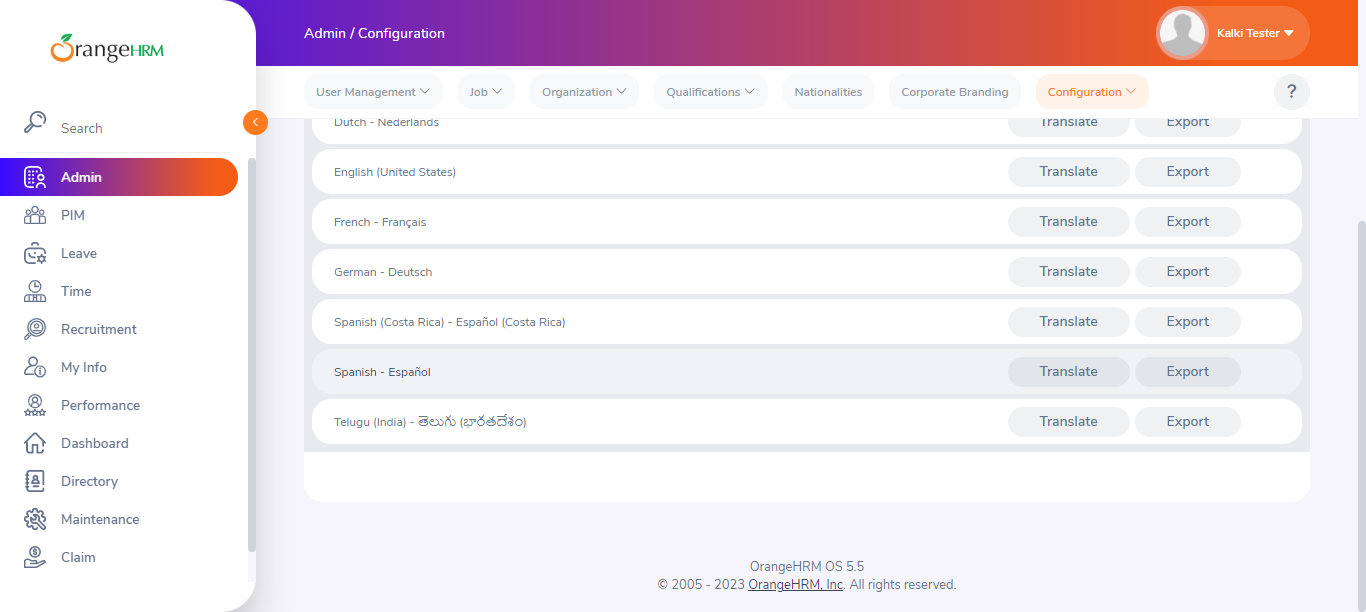 OrangeHRM
Admin / Configuration
Kalki Tester
User Management
Job
Organization
Qualifications
Nationalities
Corporate Branding
Configuration
?
Search
Admin
PIM
Leave
Time
Recruitment
My Info
Performance
Dashboard
Directory
Maintenance
Claim
Dutch - Nederlands Translate Export
English (United States) Translate Export
French - Français Translate Export
German - Deutsch Translate Export
Spanish (Costa Rica) - Español (Costa Rica) Translate Export
Spanish - Español Translate Export
Telugu (India) - తెలుగు (భారతదేశం) Translate Export
OrangeHRM OS 5.5
© 2005 - 2023 OrangeHRM, Inc. All rights reserved.